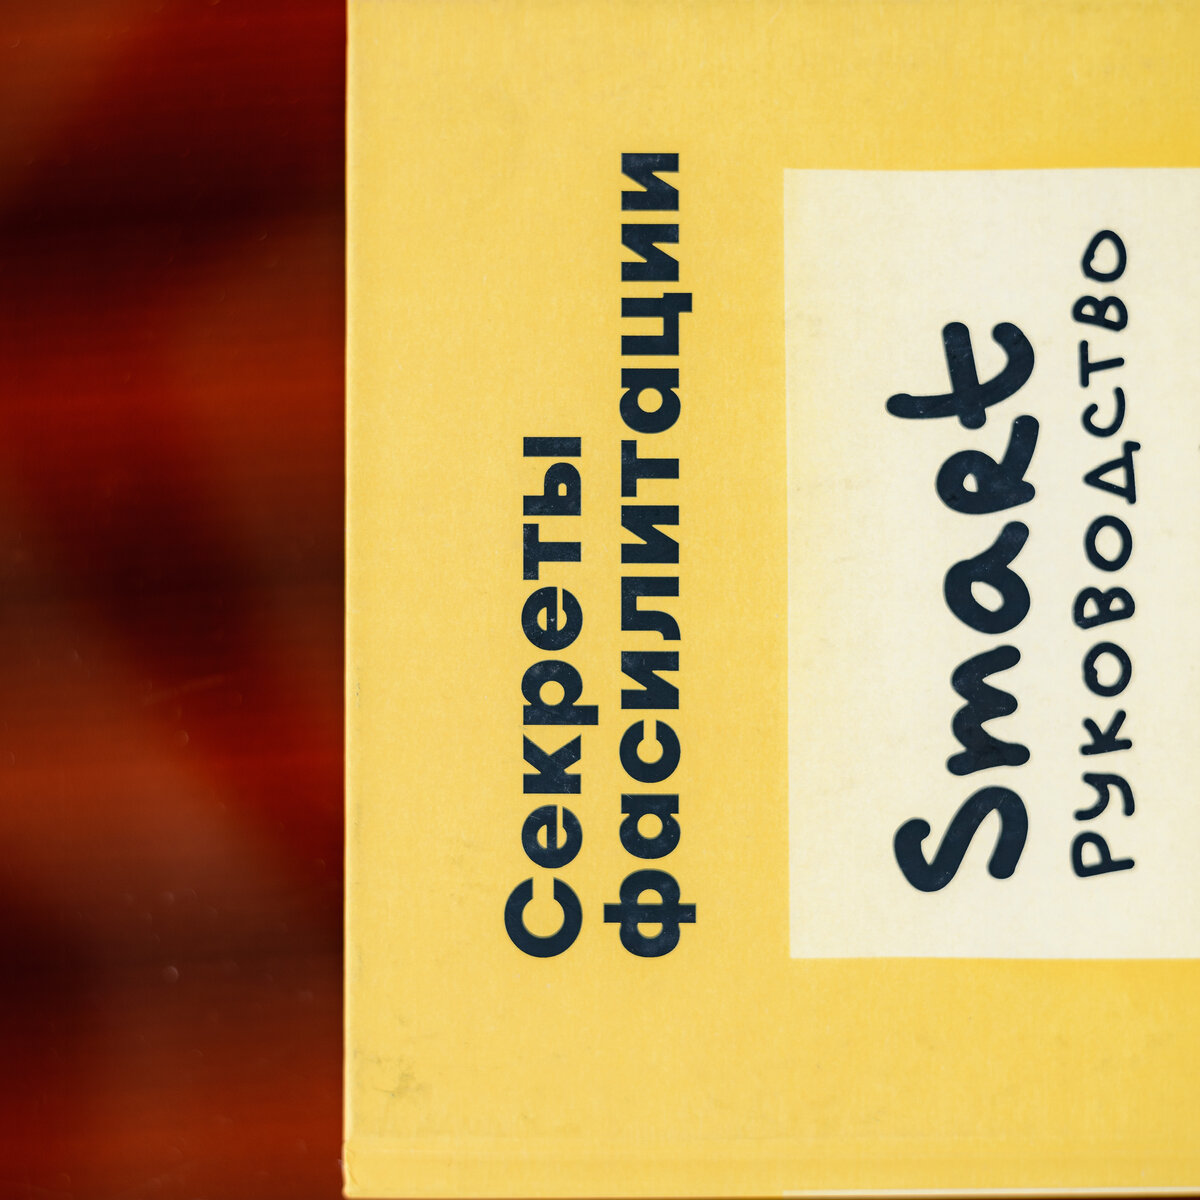 Секреты
фасилитации
Smart
руководство